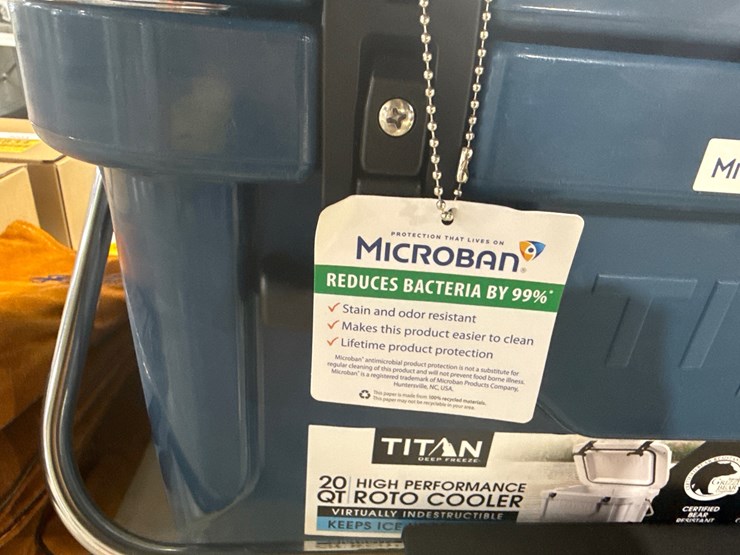 PROTECTION THAT LIVES ON
MICROBAN®
REDUCES BACTERIA BY 99%*
✓ Stain and odor resistant
✓ Makes this product easier to clean
✓ Lifetime product protection
Microban® antimicrobial product protection is not a substitute for
regular cleaning of this product and will not prevent food borne illness.
Microban® is a registered trademark of Microban Products Company,
Huntersville, NC, USA.
This paper is made from 100% recycled materials.
This paper may not be recyclable in your area.
TITAN
DEEP FREEZE
20 QT HIGH PERFORMANCE
ROTO COOLER
VIRTUALLY INDESTRUCTIBLE
KEEPS ICE
CERTIFIED
BEAR
RESISTANT